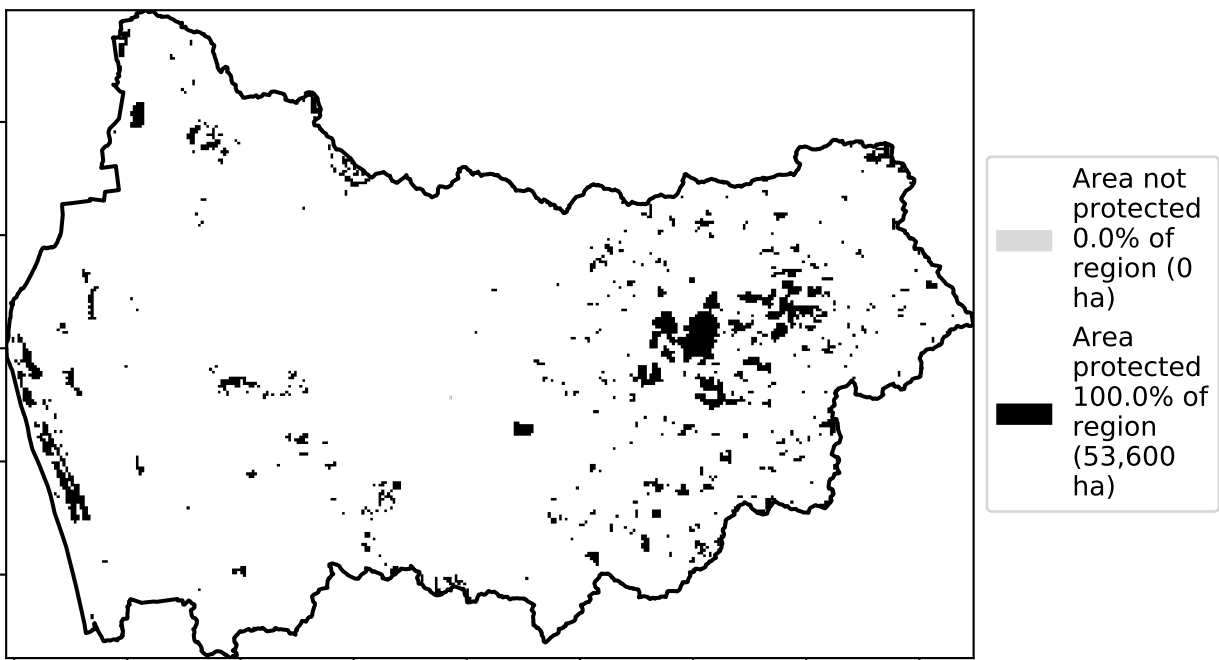 Area not
protected
0.0% of
region (0
ha)
Area
protected
100.0% of
region
(53,600
ha)